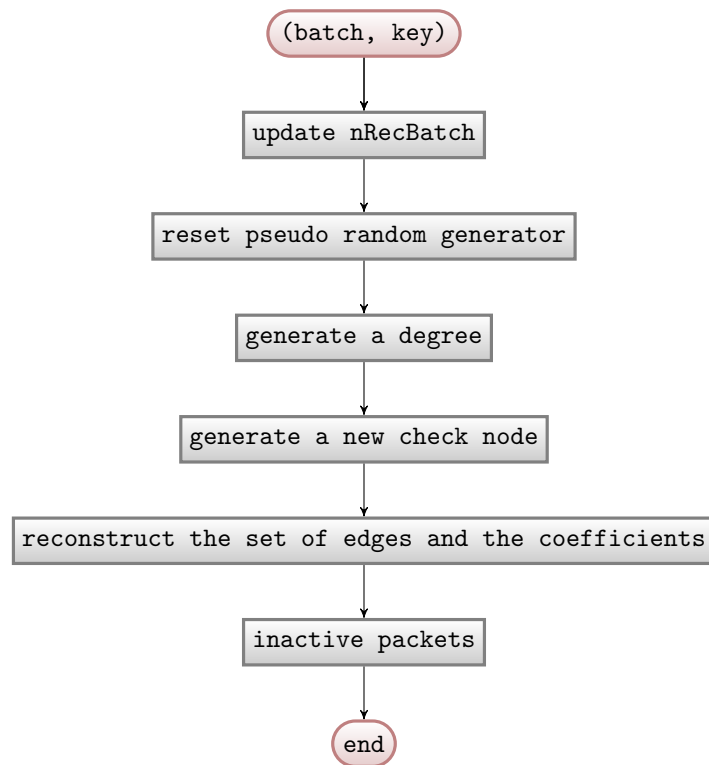 (batch, key)
update nRecBatch
reset pseudo random generator
generate a degree
generate a new check node
reconstruct the set of edges and the coefficients
inactive packets
end